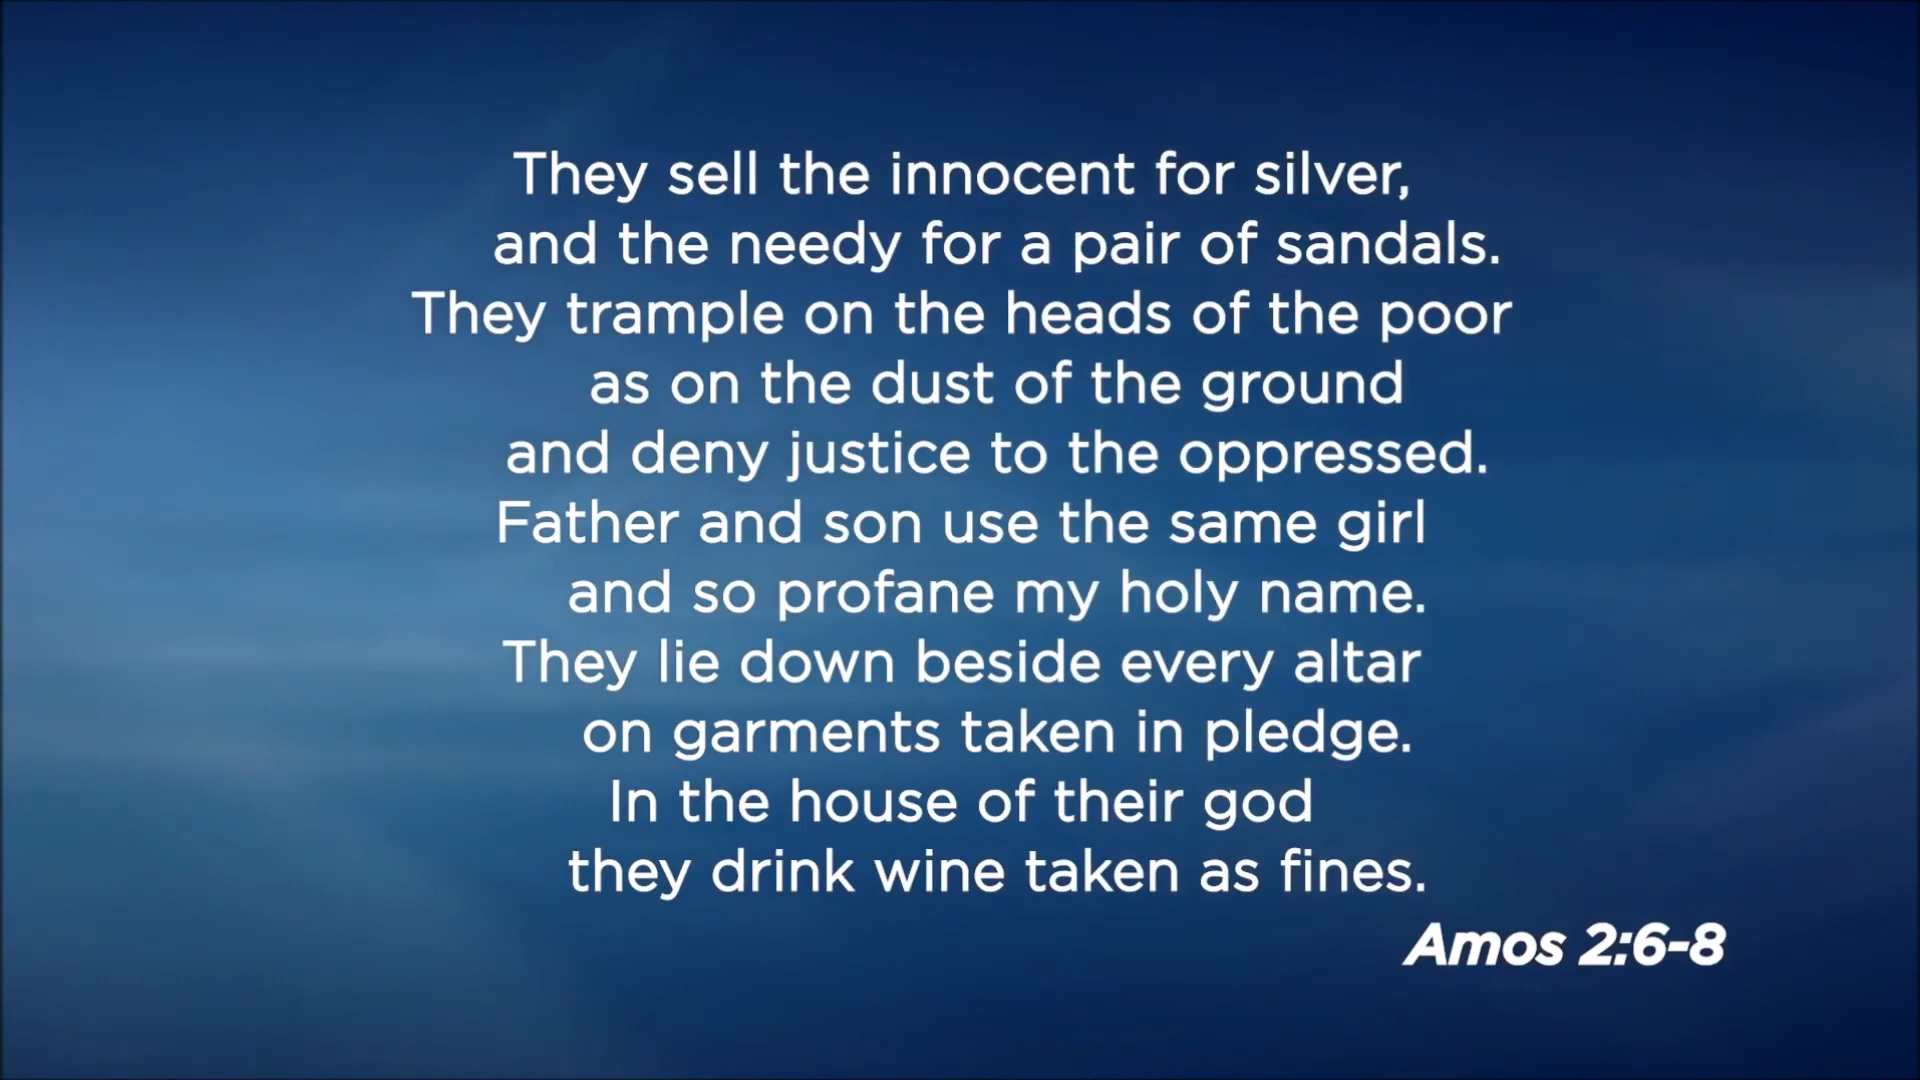 They sell the innocent for silver,
and the needy for a pair of sandals.
They trample on the heads of the poor
as on the dust of the ground
and deny justice to the oppressed.
Father and son use the same girl
and so profane my holy name.
They lie down beside every altar
on garments taken in pledge.
In the house of their god
they drink wine taken as fines.
Amos 2:6-8